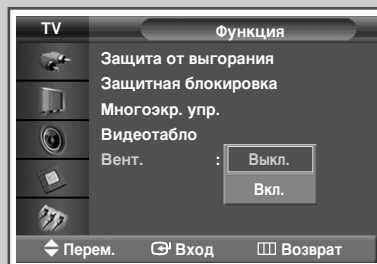 TV
Функция
Защита от выгорания
Защитная блокировка
Многоэкр. упр.
Видеотабло
Вент. : Выкл.
Вкл.
Перем. Вход Возврат